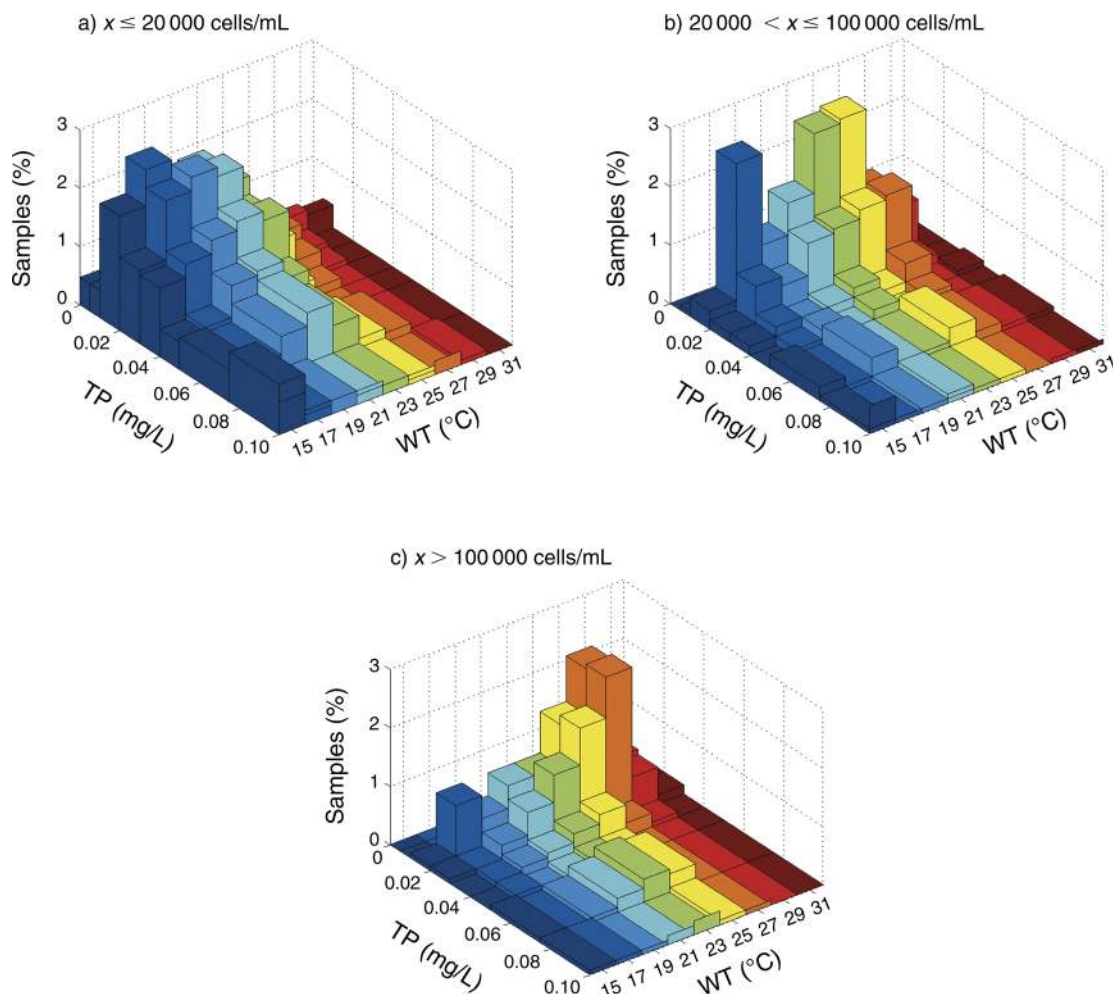 a) x ≤ 20 000 cells/mL
3
2
1
0
Samples (%)
0
0.02
0.04
0.06
0.08
0.10
TP (mg/L)
15 17 19 21 23 25 27 29 31
WT (°C)
b) 20 000 < x ≤ 100 000 cells/mL
3
2
1
0
Samples (%)
0
0.02
0.04
0.06
0.08
0.10
TP (mg/L)
15 17 19 21 23 25 27 29 31
WT (°C)
c) x > 100 000 cells/mL
3
2
1
0
Samples (%)
0
0.02
0.04
0.06
0.08
0.10
TP (mg/L)
15 17 19 21 23 25 27 29 31
WT (°C)